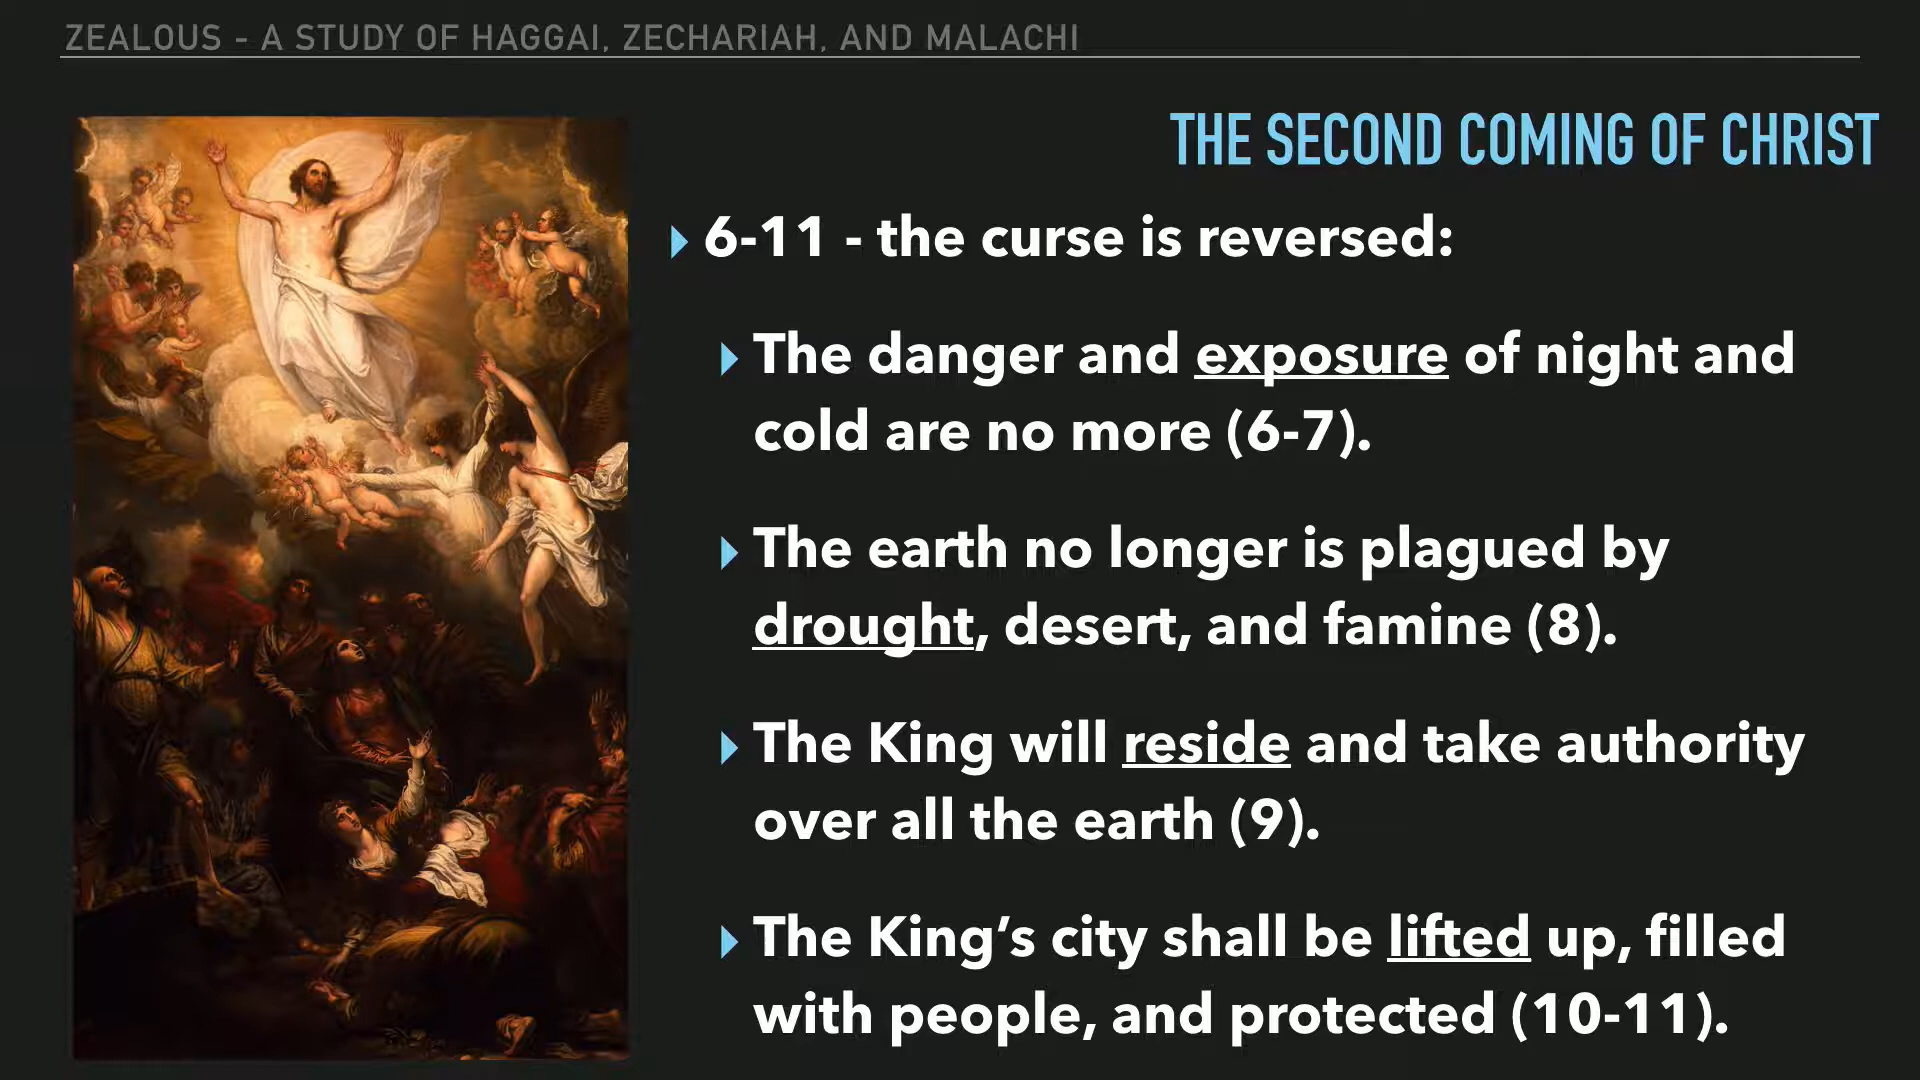 ZEALOUS - A STUDY OF HAGGAI, ZECHARIAH, AND MALACHI
THE SECOND COMING OF CHRIST
6-11 - the curse is reversed:
The danger and exposure of night and
cold are no more (6-7).
The earth no longer is plagued by
drought, desert, and famine (8).
The King will reside and take authority
over all the earth (9).
The King’s city shall be lifted up, filled
with people, and protected (10-11).